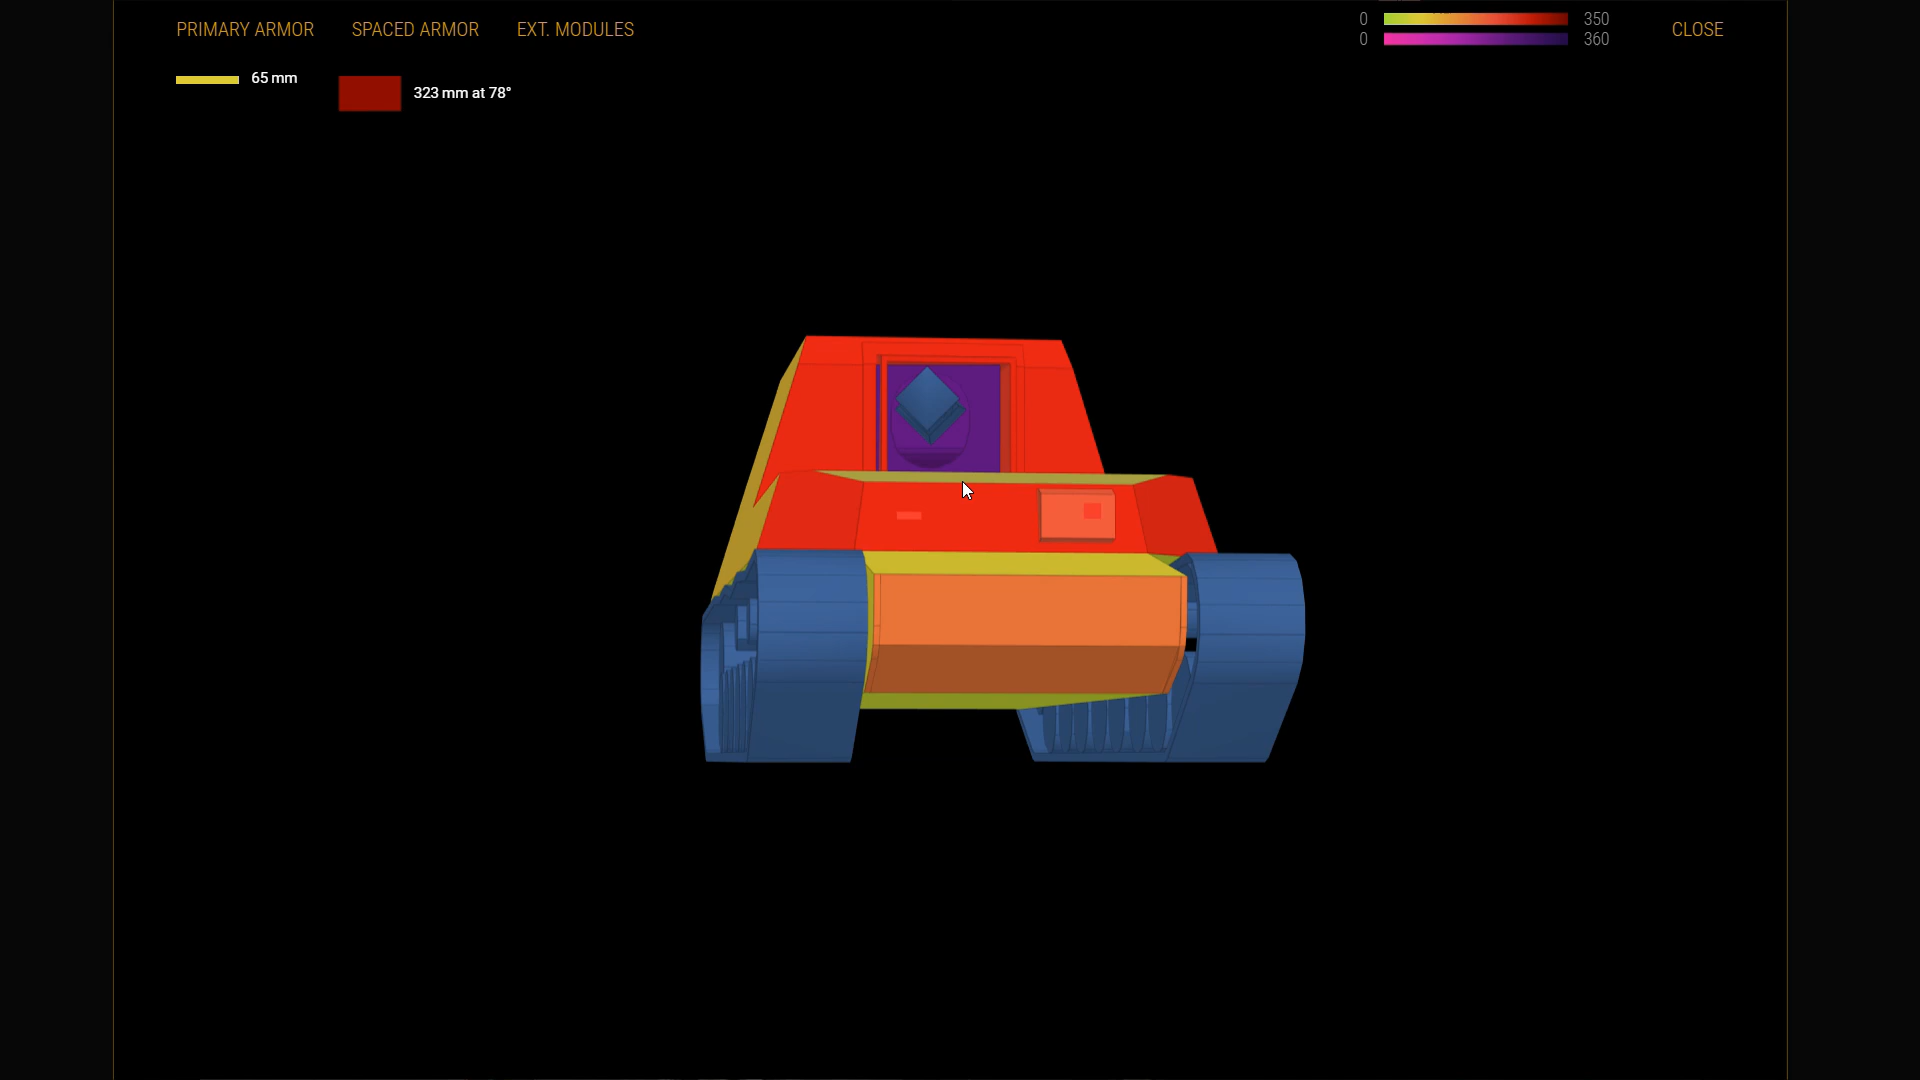 PRIMARY ARMOR SPACED ARMOR EXT. MODULES
0 350
0 360
CLOSE
65 mm
323 mm at 78°